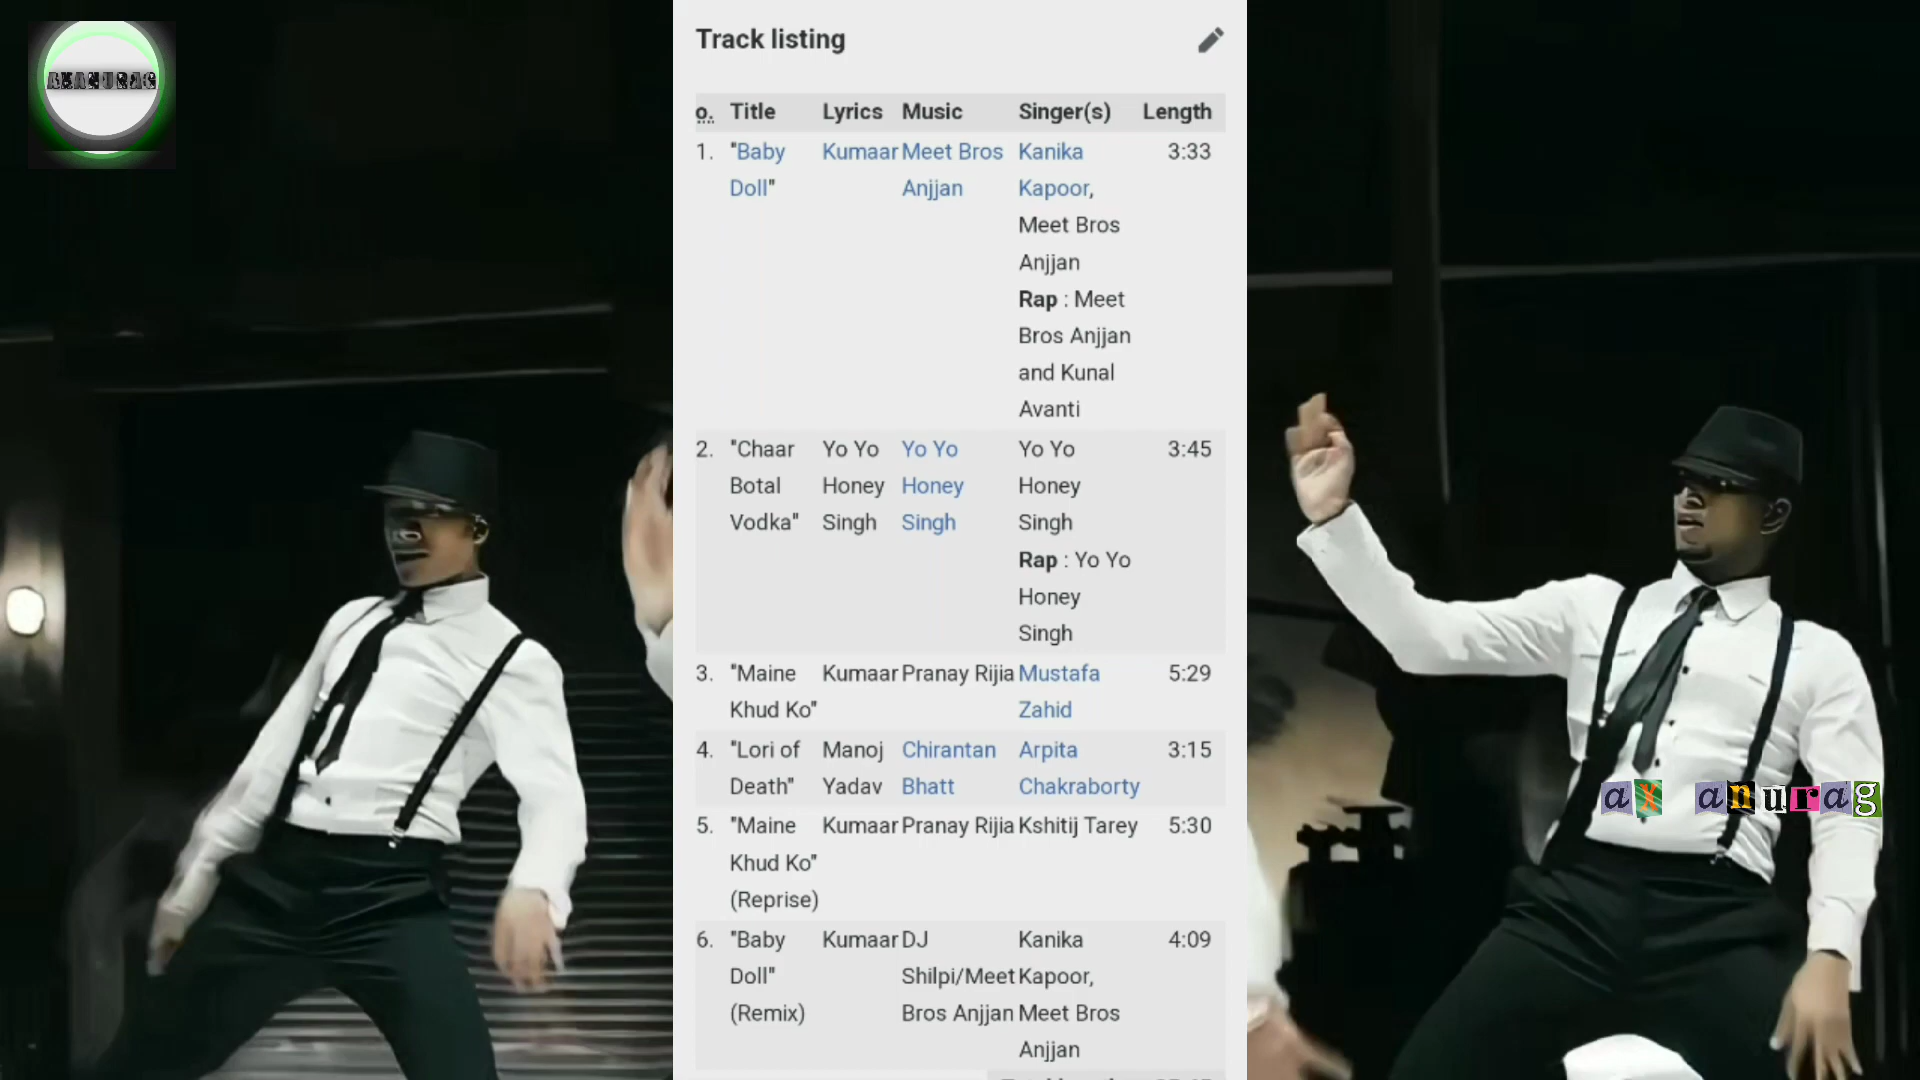 AXANURAG
Track listing
o. Title Lyrics Music Singer(s) Length
1. "Baby Kumaar Meet Bros Kanika 3:33
Doll" Anjjan Kapoor,
Meet Bros
Anjjan
Rap : Meet
Bros Anjjan
and Kunal
Avanti
2. "Chaar Yo Yo Yo Yo Yo Yo 3:45
Botal Honey Honey Honey
Vodka" Singh Singh Singh
Rap : Yo Yo
Honey
Singh
3. "Maine Kumaar Pranay Rijia Mustafa 5:29
Khud Ko" Zahid
4. "Lori of Manoj Chirantan Arpita 3:15
Death" Yadav Bhatt Chakraborty
5. "Maine Kumaar Pranay Rijia Kshitij Tarey 5:30
Khud Ko"
(Reprise)
6. "Baby Kumaar DJ Kanika 4:09
Doll" Shilpi/Meet Kapoor,
(Remix) Bros Anjjan Meet Bros
Anjjan
ax anurag